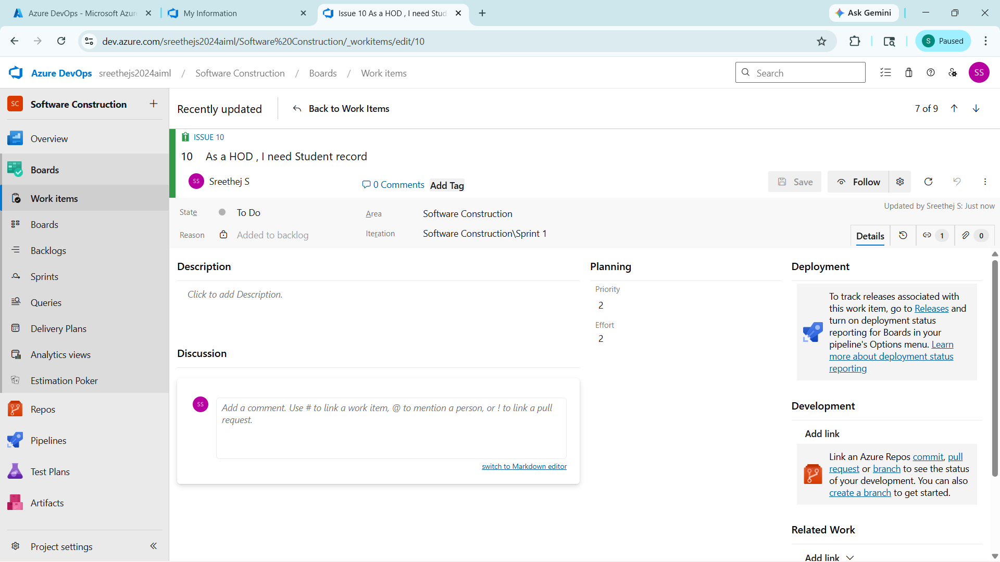 Azure DevOps - Microsoft Azure
My Information
Issue 10 As a HOD , I need Stud
Ask Gemini
dev.azure.com/sreethejs2024aiml/Software%20Construction/_workitems/edit/10
S
Paused
Azure DevOps
sreethejs2024aiml / Software Construction / Boards / Work items
Search
SS
SC
Software Construction
Overview
Boards
Work items
Boards
Backlogs
Sprints
Queries
Delivery Plans
Analytics views
Estimation Poker
Repos
Pipelines
Test Plans
Artifacts
Project settings
Recently updated
Back to Work Items
7 of 9
ISSUE 10
10 As a HOD , I need Student record
SS
Sreethej S
0 Comments
Add Tag
Save
Follow
Updated by Sreethej S: Just now
State
To Do
Area
Software Construction
Reason
Added to backlog
Iteration
Software Construction\Sprint 1
Details
1
0
Description
Click to add Description.
Discussion
SS
Add a comment. Use # to link a work item, @ to mention a person, or ! to link a pull
request.
switch to Markdown editor
Planning
Priority
2
Effort
2
Deployment
To track releases associated with
this work item, go to Releases and
turn on deployment status
reporting for Boards in your
pipeline's Options menu. Learn
more about deployment status
reporting
Development
Add link
Link an Azure Repos commit, pull
request or branch to see the status
of your development. You can also
create a branch to get started.
Related Work
Add link